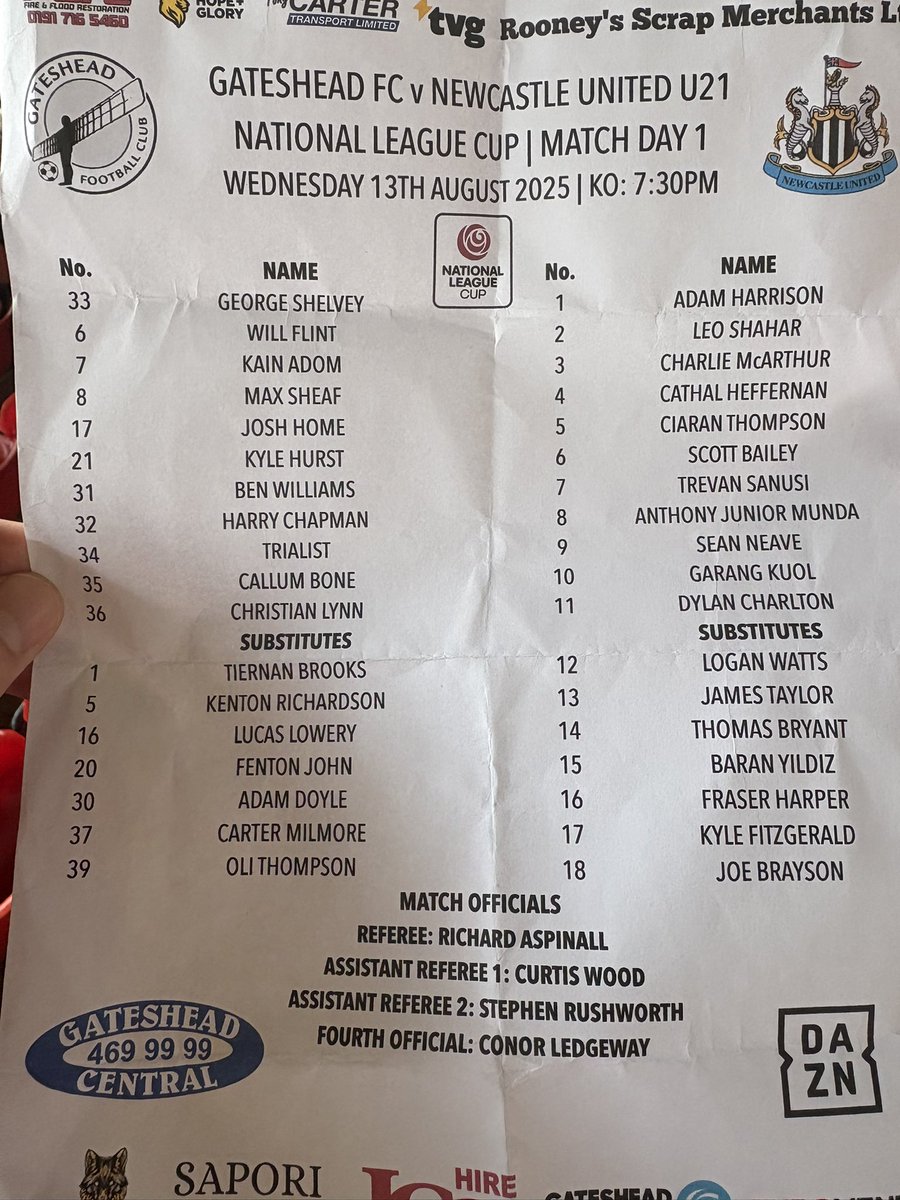 FIRE & FLOOD RESTORATION
0191 716 5460
HOPE+
GLORY
CARTER
TRANSPORT LIMITED
tvg
Rooney's Scrap Merchants
GATESHEAD
FOOTBALL CLUB
GATESHEAD FC v NEWCASTLE UNITED U21
NATIONAL LEAGUE CUP | MATCH DAY 1
WEDNESDAY 13TH AUGUST 2025 | KO: 7:30PM
NEWCASTLE UNITED
NATIONAL
LEAGUE
CUP
No. NAME
33 GEORGE SHELVEY
6 WILL FLINT
7 KAIN ADOM
8 MAX SHEAF
17 JOSH HOME
21 KYLE HURST
31 BEN WILLIAMS
32 HARRY CHAPMAN
34 TRIALIST
35 CALLUM BONE
36 CHRISTIAN LYNN
SUBSTITUTES
1 TIERNAN BROOKS
5 KENTON RICHARDSON
16 LUCAS LOWERY
20 FENTON JOHN
30 ADAM DOYLE
37 CARTER MILMORE
39 OLI THOMPSON
No. NAME
1 ADAM HARRISON
2 LEO SHAHAR
3 CHARLIE McARTHUR
4 CATHAL HEFFERNAN
5 CIARAN THOMPSON
6 SCOTT BAILEY
7 TREVAN SANUSI
8 ANTHONY JUNIOR MUNDA
9 SEAN NEAVE
10 GARANG KUOL
11 DYLAN CHARLTON
SUBSTITUTES
12 LOGAN WATTS
13 JAMES TAYLOR
14 THOMAS BRYANT
15 BARAN YILDIZ
16 FRASER HARPER
17 KYLE FITZGERALD
18 JOE BRAYSON
MATCH OFFICIALS
REFEREE: RICHARD ASPINALL
ASSISTANT REFEREE 1: CURTIS WOOD
ASSISTANT REFEREE 2: STEPHEN RUSHWORTH
FOURTH OFFICIAL: CONOR LEDGEWAY
GATESHEAD
469 99 99
CENTRAL
DA
ZN
SAPORI
HIRE
GATESHEAD